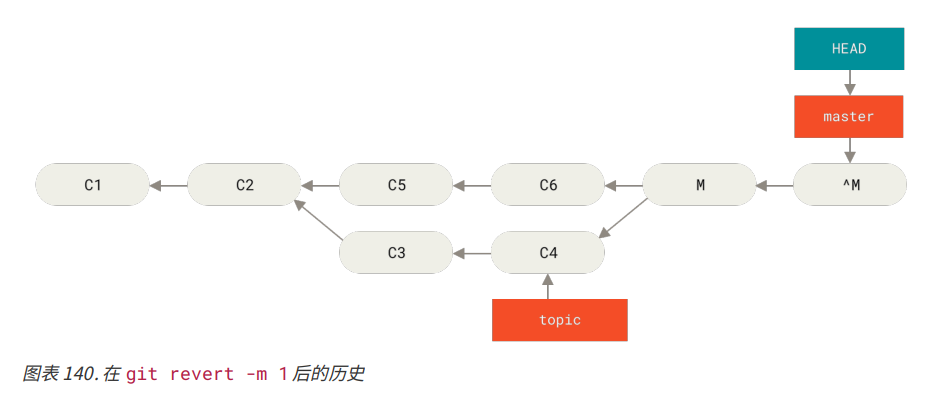 HEAD
master
C1 C2 C5 C6 M ^M
C3 C4
topic
图表 140. 在 git revert -m 1 后的历史